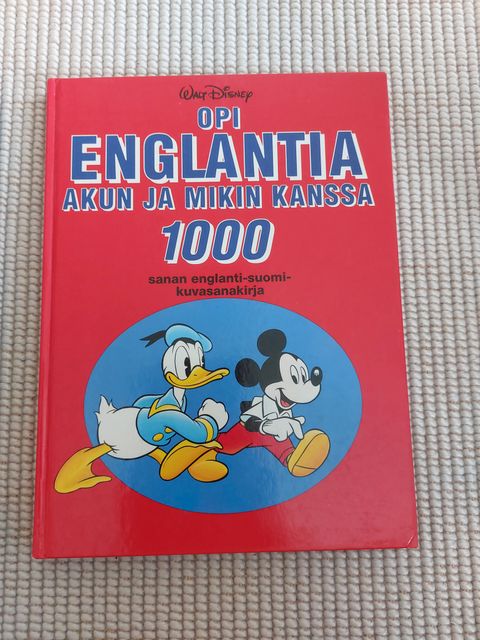 Walt Disney
OPI
ENGLANTIA
AKUN JA MIKIN KANSSA
1000
sanan englanti-suomi-
kuvasanakirja